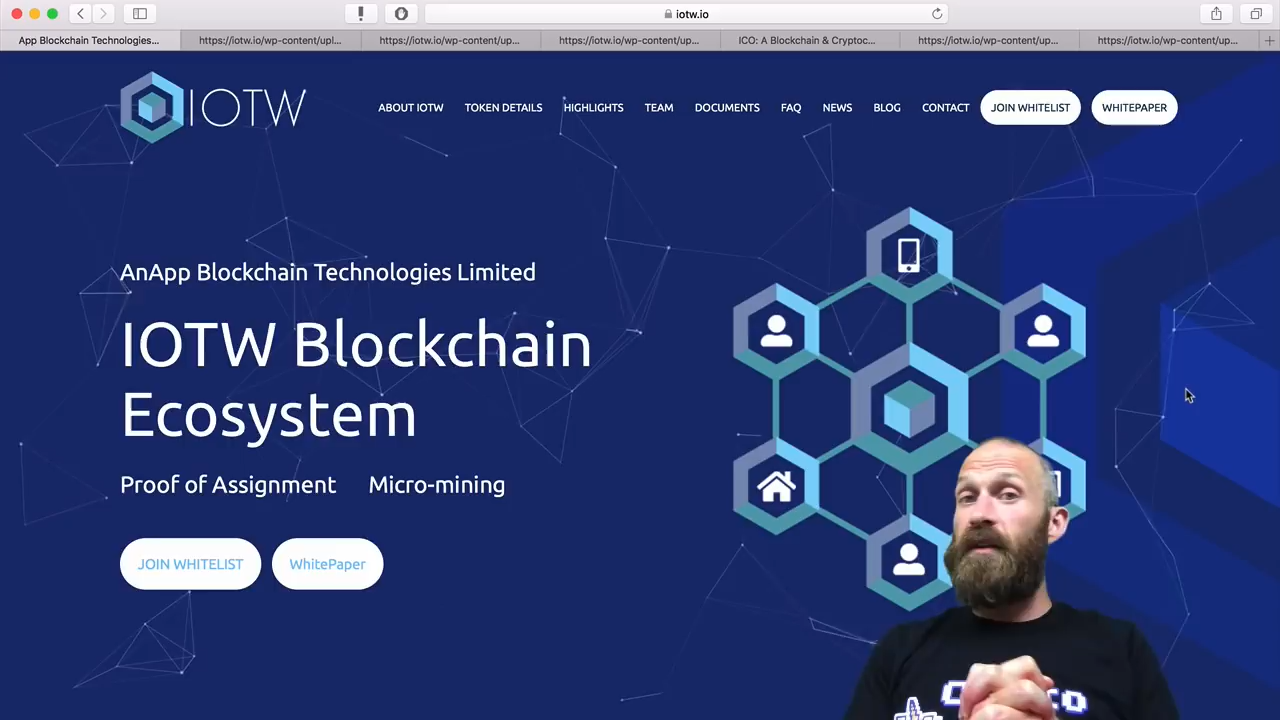 iotw.io
App Blockchain Technologies...
https://iotw.io/wp-content/upl...
https://iotw.io/wp-content/up...
https://iotw.io/wp-content/up...
ICO: A Blockchain & Cryptoc...
https://iotw.io/wp-content/up...
https://iotw.io/wp-content/up...
IOTW
ABOUT IOTW
TOKEN DETAILS
HIGHLIGHTS
TEAM
DOCUMENTS
FAQ
NEWS
BLOG
CONTACT
JOIN WHITELIST
WHITEPAPER
AnApp Blockchain Technologies Limited
IOTW Blockchain
Ecosystem
Proof of Assignment
Micro-mining
JOIN WHITELIST
WhitePaper